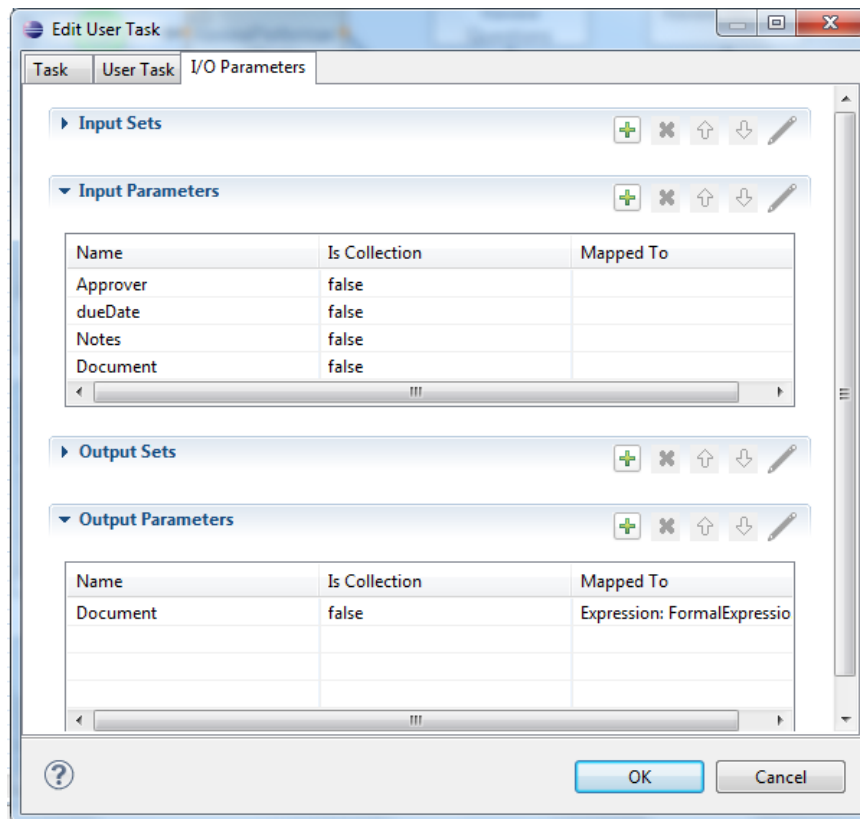 Edit User Task
Task User Task I/O Parameters
Input Sets
Input Parameters
Name Is Collection Mapped To
Approver false
dueDate false
Notes false
Document false
Output Sets
Output Parameters
Name Is Collection Mapped To
Document false Expression: FormalExpressio
OK Cancel